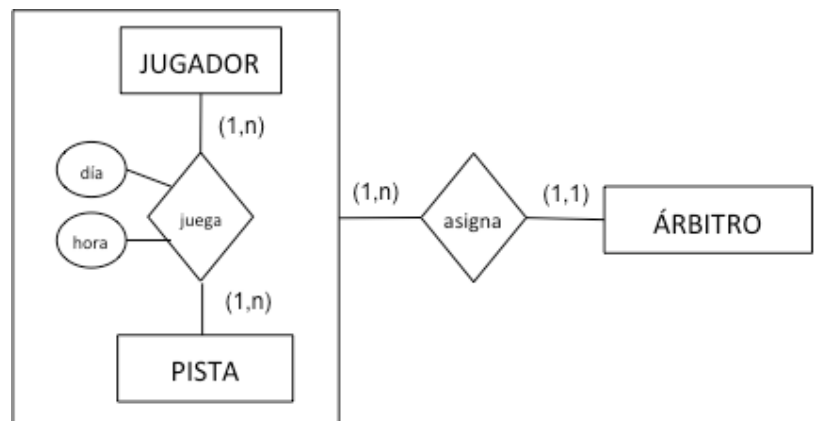 JUGADOR
(1,n)
día
juega
hora
(1,n)
PISTA
(1,n)
asigna
(1,1)
ÁRBITRO